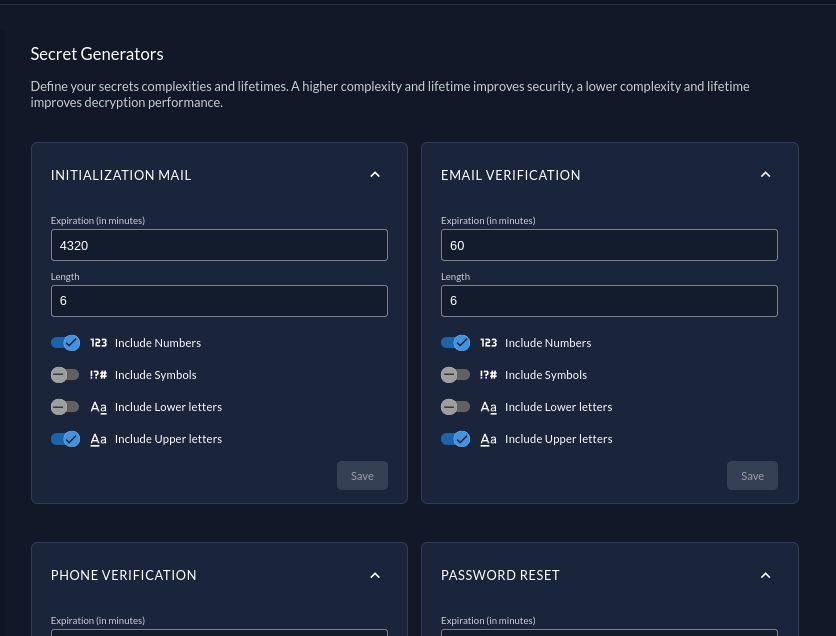 Secret Generators
Define your secrets complexities and lifetimes. A higher complexity and lifetime improves security, a lower complexity and lifetime
improves decryption performance.
INITIALIZATION MAIL
Expiration (in minutes)
4320
Length
6
123 Include Numbers
!?# Include Symbols
Aa Include Lower letters
Aa Include Upper letters
Save
EMAIL VERIFICATION
Expiration (in minutes)
60
Length
6
123 Include Numbers
!?# Include Symbols
Aa Include Lower letters
Aa Include Upper letters
Save
PHONE VERIFICATION
Expiration (in minutes)
PASSWORD RESET
Expiration (in minutes)